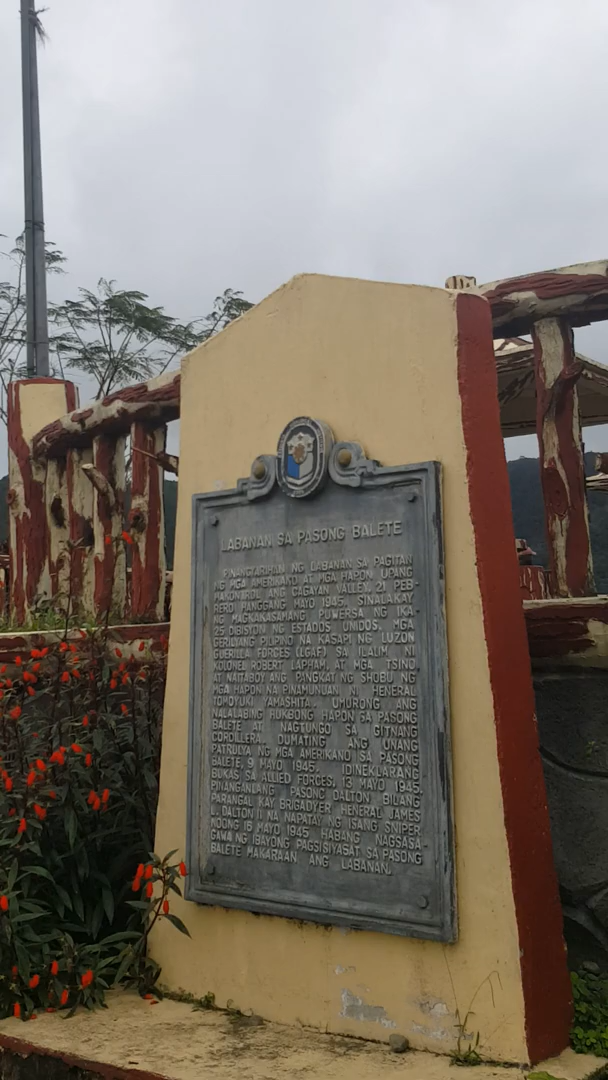 LABANAN SA PASONG BALETE
PINANGYARIHAN NG LABANAN SA PAGITAN
NG MGA AMERIKANO AT MGA HAPON UPANG
MAKONTROL ANG CAGAYAN VALLEY, 21 PEB-
RERO HANGGANG MAYO 1945. SINALAKAY
NG MAGKAKASAMANG PUWERSA NG IKA-
25 DIBISYON NG ESTADOS UNIDOS, MGA
GERILYANG PILIPINO NA KASAPI NG LUZON
GUERILLA FORCES (LGAF) SA ILALIM NI
KOLONEL ROBERT LAPHAM, AT MGA TSINO
AT NAITABOY ANG PANGKAT NG SHOBU NG
MGA HAPON NA PINAMUNUAN NI HENERAL
TOMOYUKI YAMASHITA. UMURONG ANG
NALALABING HUKBONG HAPON SA PASONG
BALETE AT NAGTUNGO SA GITNANG
CORDILLERA. DUMATING ANG UNANG
PATRULYA NG MGA AMERIKANO SA PASONG
BALETE, 9 MAYO 1945. IDINEKLARANG
BUKAS SA ALLIED FORCES, 13 MAYO 1945.
PINANGANLANG PASONG DALTON BILANG
PARANGAL KAY BRIGADYER HENERAL JAMES
L. DALTON II NA NAPATAY NG ISANG SNIPER
NOONG 16 MAYO 1945 HABANG NAGSASA-
GAWA NG IBAYONG PAGSISIYASAT SA PASONG
BALETE MAKARAAN ANG LABANAN.